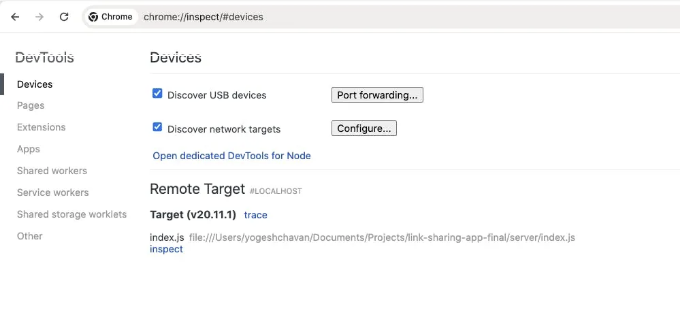 Chrome chrome://inspect/#devices
DevTools
Devices
Pages
Extensions
Apps
Shared workers
Service workers
Shared storage worklets
Other
Devices
Discover USB devices Port forwarding...
Discover network targets Configure...
Open dedicated DevTools for Node
Remote Target #LOCALHOST
Target (v20.11.1) trace
index.js file:///Users/yogeshchavan/Documents/Projects/link-sharing-app-final/server/index.js
inspect